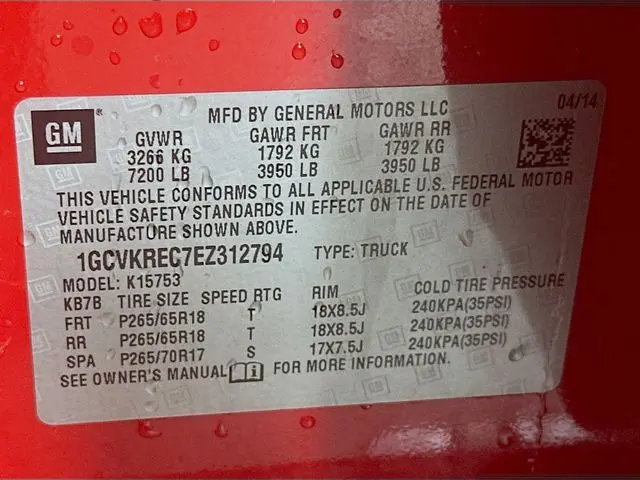 04/14
GM ®
MFD BY GENERAL MOTORS LLC
GVWR GAWR FRT GAWR RR
3266 KG 1792 KG 1792 KG
7200 LB 3950 LB 3950 LB
THIS VEHICLE CONFORMS TO ALL APPLICABLE U.S. FEDERAL MOTOR
VEHICLE SAFETY STANDARDS IN EFFECT ON THE DATE OF
MANUFACTURE SHOWN ABOVE.
1GCVKREC7EZ312794 TYPE: TRUCK
MODEL: K15753
KB7B TIRE SIZE SPEED RTG RIM COLD TIRE PRESSURE
FRT P265/65R18 T 18X8.5J 240KPA(35PSI)
RR P265/65R18 T 18X8.5J 240KPA(35PSI)
SPA P265/70R17 S 17X7.5J 240KPA(35PSI)
SEE OWNER'S MANUAL i FOR MORE INFORMATION.